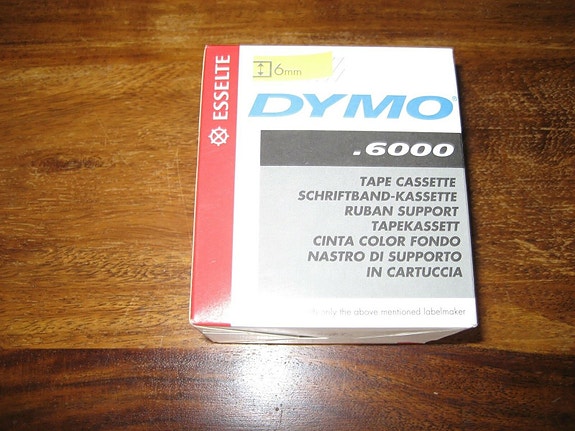 ESSELTE
6mm
DYMO®
.6000
TAPE CASSETTE
SCHRIFTBAND-KASSETTE
RUBAN SUPPORT
TAPEKASSETT
CINTA COLOR FONDO
NASTRO DI SUPPORTO
IN CARTUCCIA
only the above mentioned labelmaker